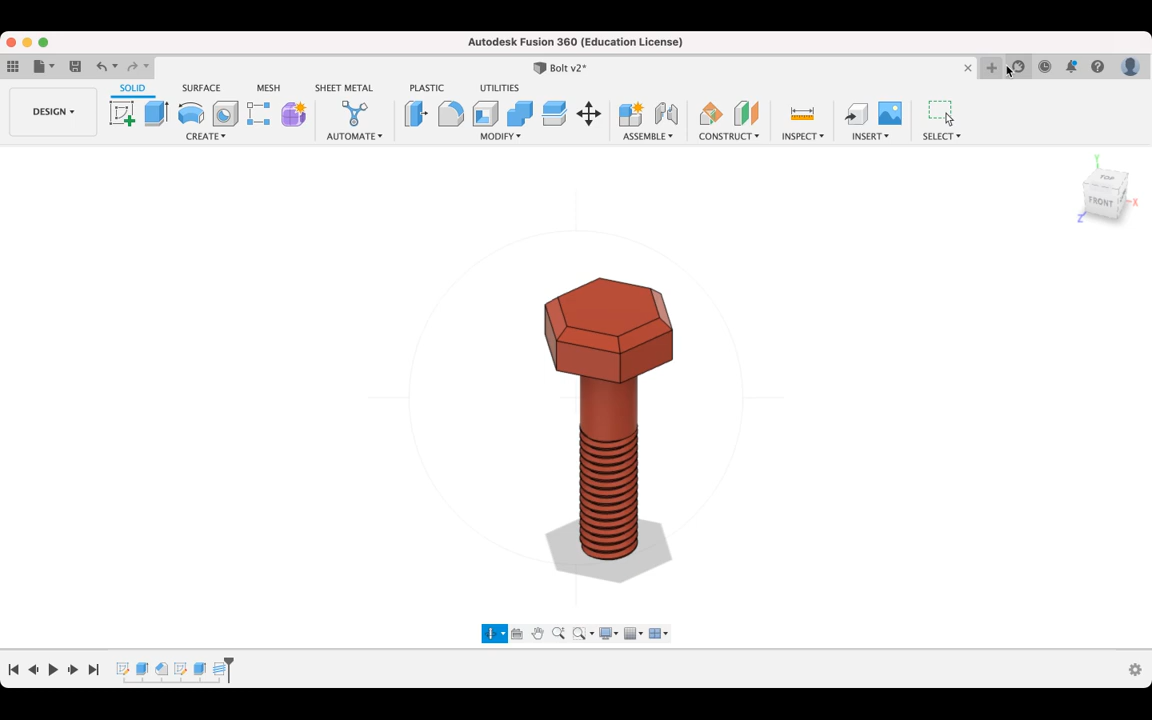 Autodesk Fusion 360 (Education License)
Bolt v2*
SOLID SURFACE MESH SHEET METAL PLASTIC UTILITIES
DESIGN
CREATE AUTOMATE MODIFY ASSEMBLE CONSTRUCT INSPECT INSERT SELECT
Y
TOP
FRONT
X
Z